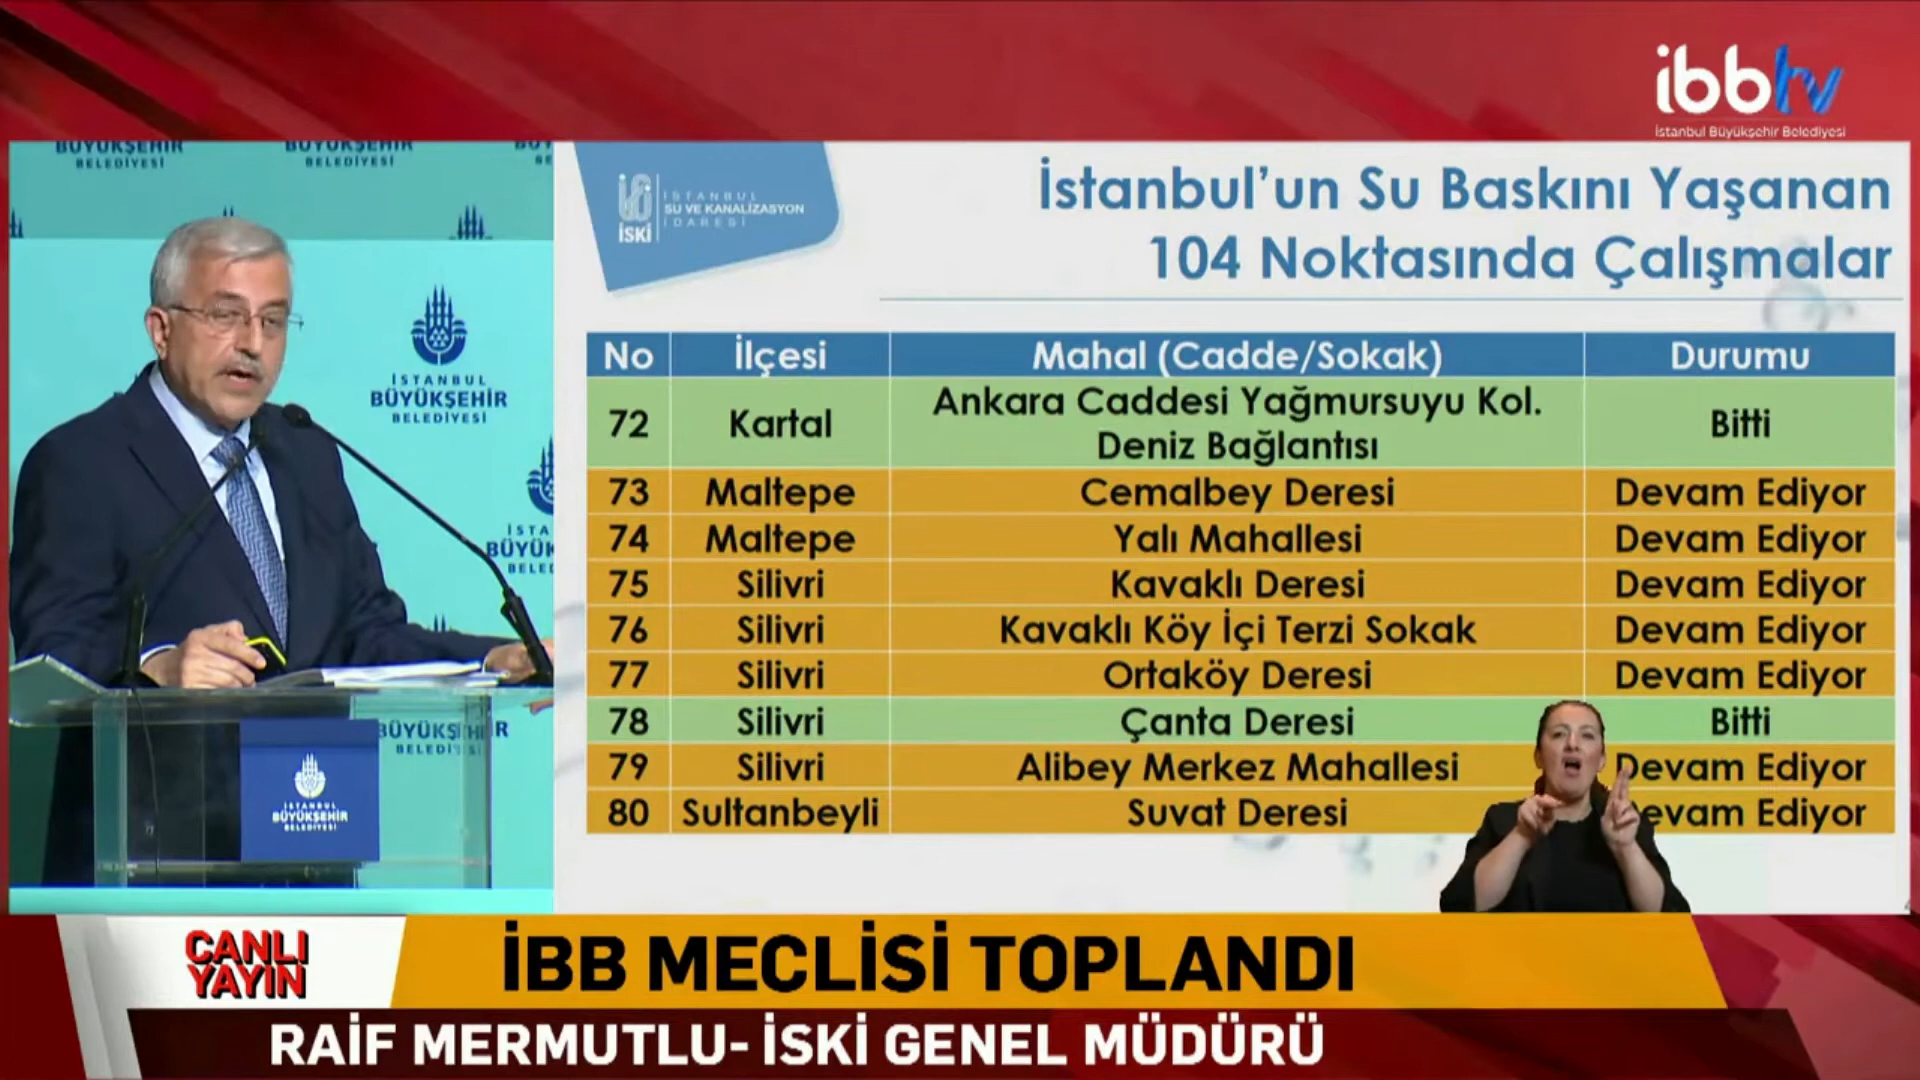 ibbtv
İstanbul Büyükşehir Belediyesi
BÜYÜKŞEHİR
BELEDİYESİ
BÜYÜKŞEHİR
BELEDİYESİ
İSTANBUL
BÜYÜKŞEHİR
BELEDİYESİ
BÜYÜKŞEHİR
İSTANBUL
BÜYÜKŞEHİR
BELEDİYESİ
İSKİ
İSTANBUL
SU VE KANALİZASYON
İDARESİ
İstanbul'un Su Baskını Yaşanan
104 Noktasında Çalışmalar
No İlçesi Mahal (Cadde/Sokak) Durumu
72 Kartal Ankara Caddesi Yağmursuyu Kol. Deniz Bağlantısı Bitti
73 Maltepe Cemalbey Deresi Devam Ediyor
74 Maltepe Yalı Mahallesi Devam Ediyor
75 Silivri Kavaklı Deresi Devam Ediyor
76 Silivri Kavaklı Köy İçi Terzi Sokak Devam Ediyor
77 Silivri Ortaköy Deresi Devam Ediyor
78 Silivri Çanta Deresi Bitti
79 Silivri Alibey Merkez Mahallesi Devam Ediyor
80 Sultanbeyli Suvat Deresi Devam Ediyor
CANLI
YAYIN
İBB MECLİSİ TOPLANDI
RAİF MERMUTLU- İSKİ GENEL MÜDÜRÜ